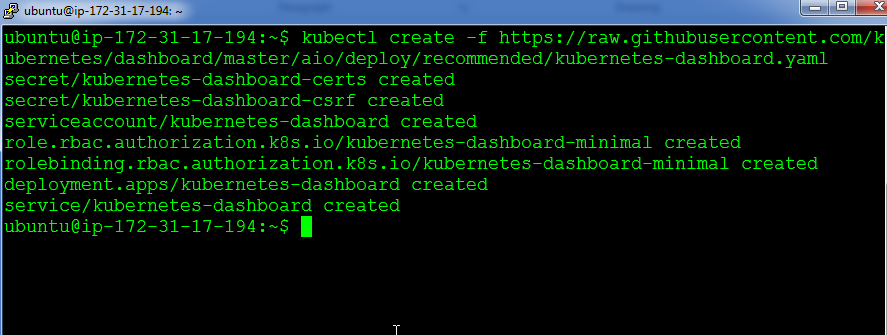 ubuntu@ip-172-31-17-194: ~
ubuntu@ip-172-31-17-194:~$ kubectl create -f https://raw.githubusercontent.com/k
ubernetes/dashboard/master/aio/deploy/recommended/kubernetes-dashboard.yaml
secret/kubernetes-dashboard-certs created
secret/kubernetes-dashboard-csrf created
serviceaccount/kubernetes-dashboard created
role.rbac.authorization.k8s.io/kubernetes-dashboard-minimal created
rolebinding.rbac.authorization.k8s.io/kubernetes-dashboard-minimal created
deployment.apps/kubernetes-dashboard created
service/kubernetes-dashboard created
ubuntu@ip-172-31-17-194:~$